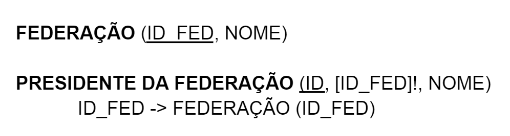 FEDERAÇÃO (ID_FED, NOME)
PRESIDENTE DA FEDERAÇÃO (ID, [ID_FED]!, NOME)
ID_FED -> FEDERAÇÃO (ID_FED)